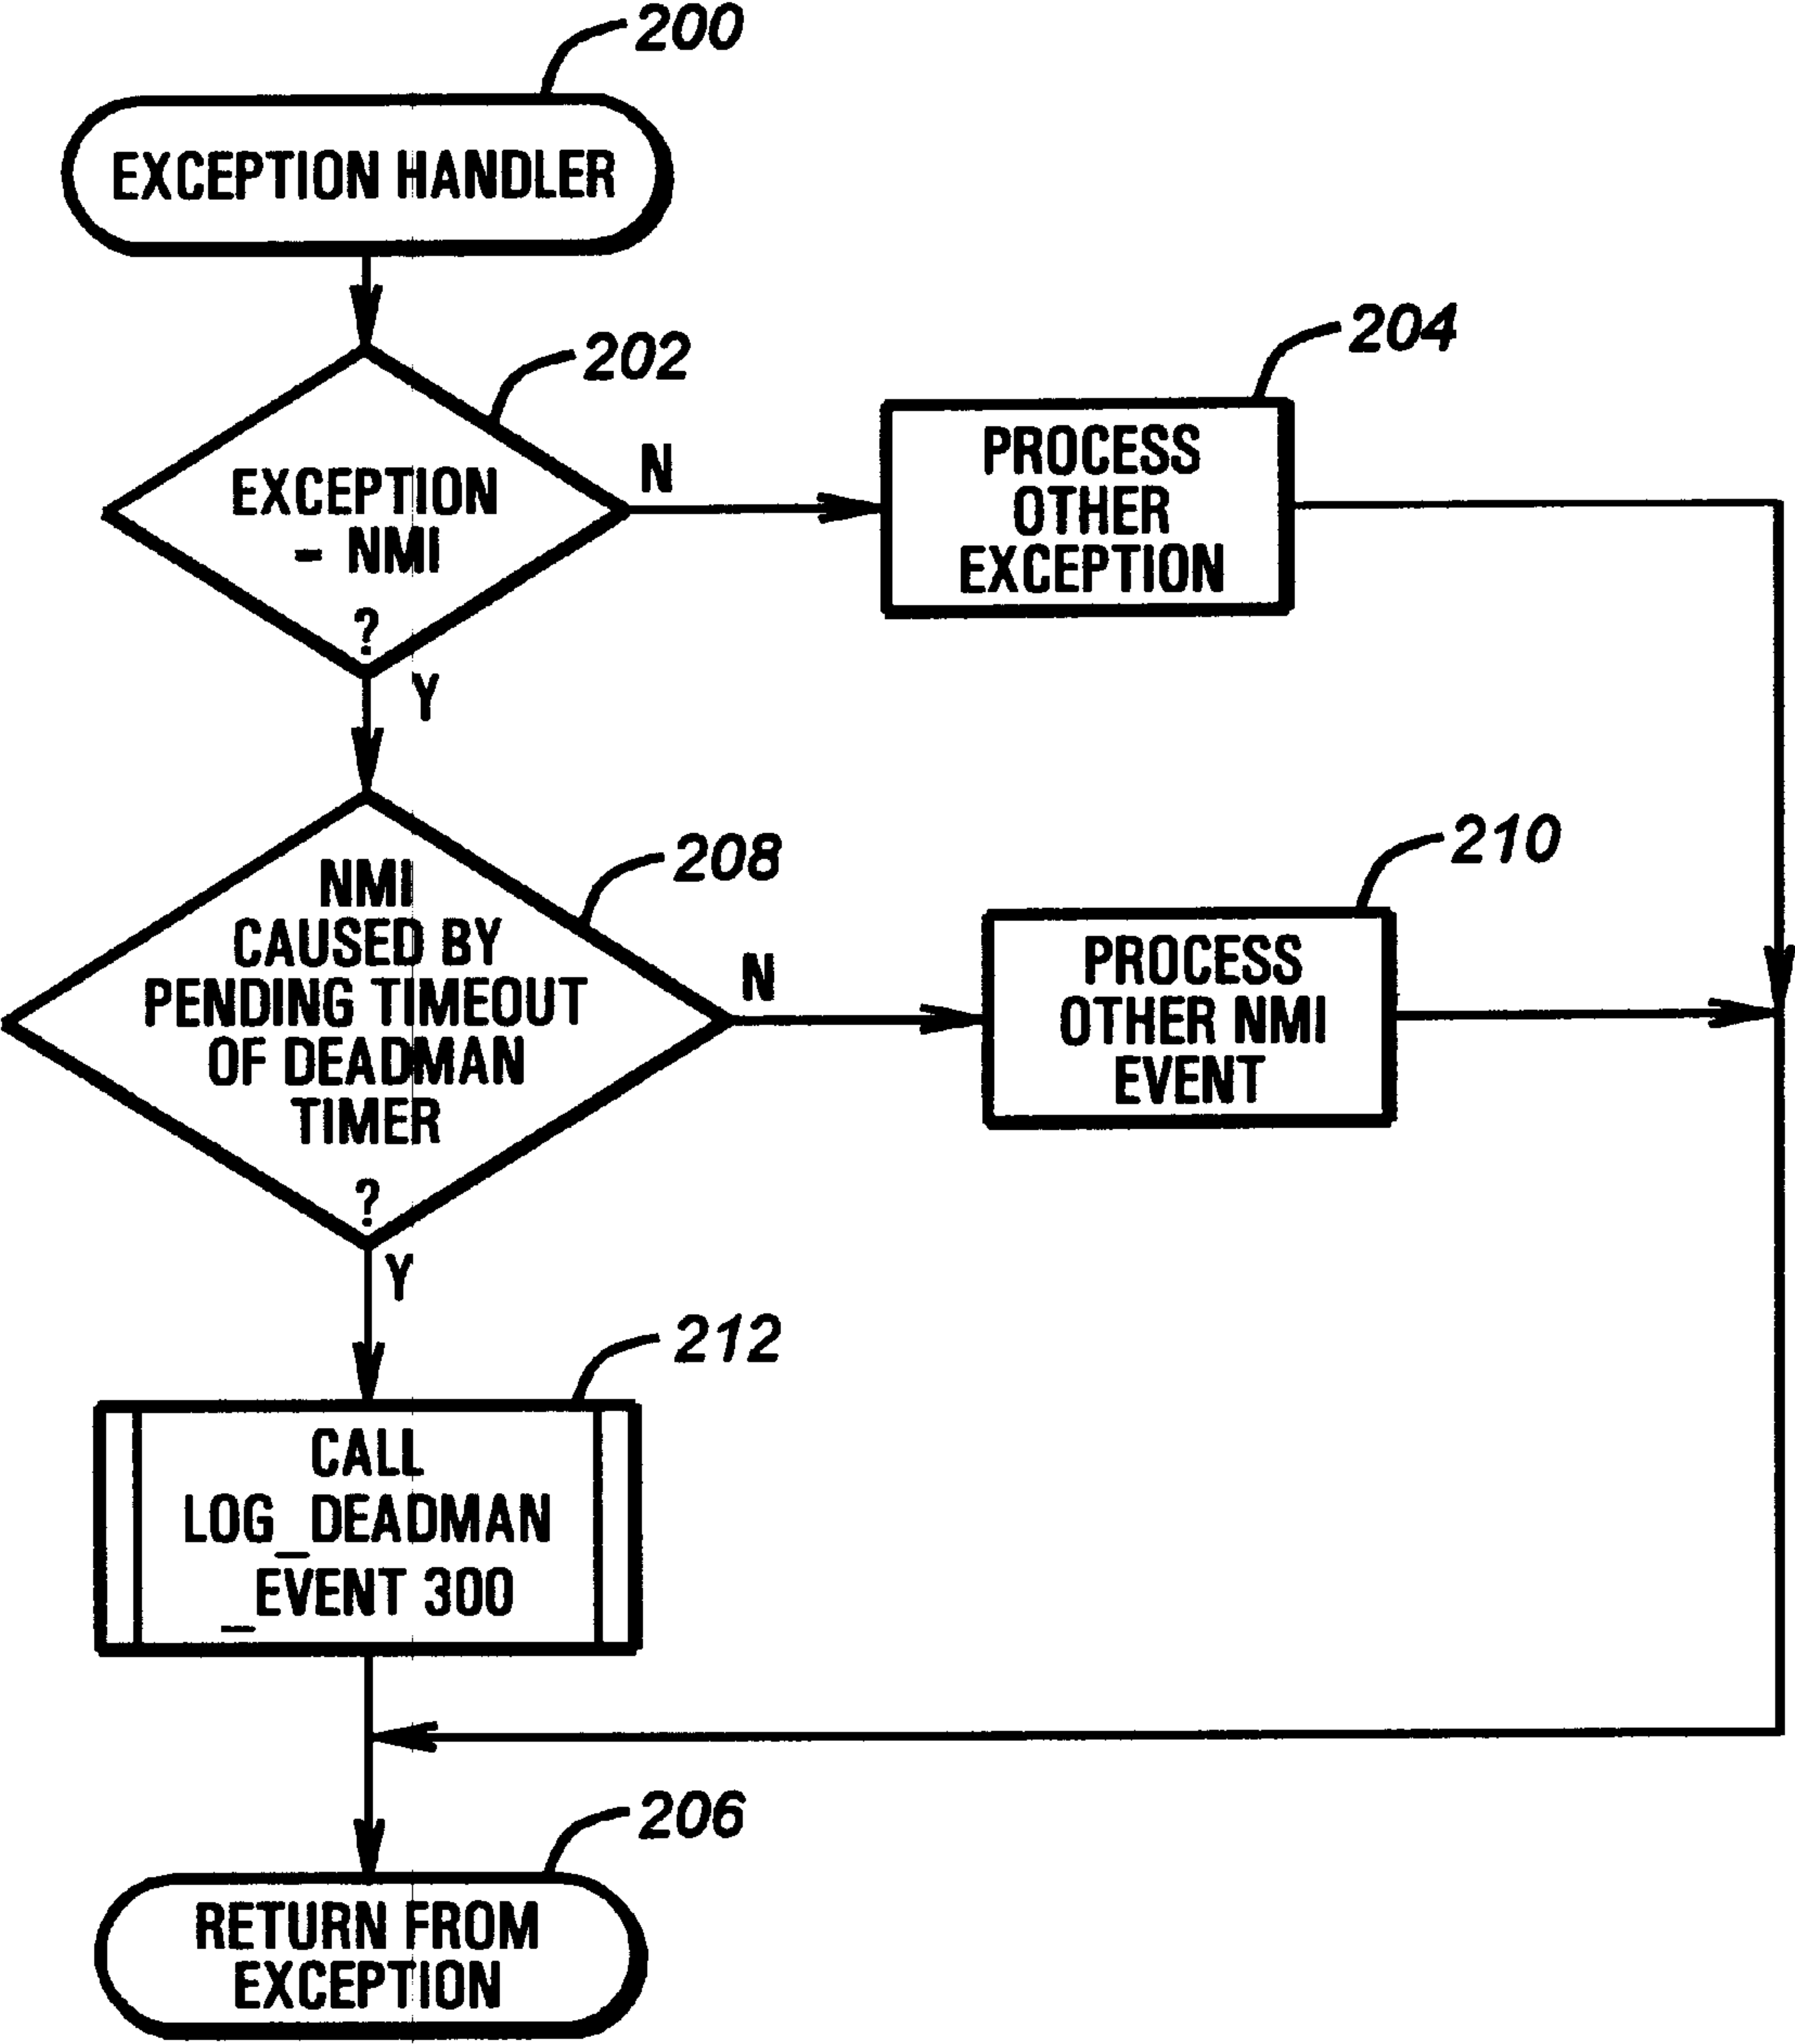 200
EXCEPTION HANDLER
202
EXCEPTION
= NMI
?
N
Y
204
PROCESS
OTHER
EXCEPTION
208
NMI
CAUSED BY
PENDING TIMEOUT
OF DEADMAN
TIMER
?
N
Y
210
PROCESS
OTHER NMI
EVENT
212
CALL
LOG_DEADMAN
_EVENT 300
206
RETURN FROM
EXCEPTION